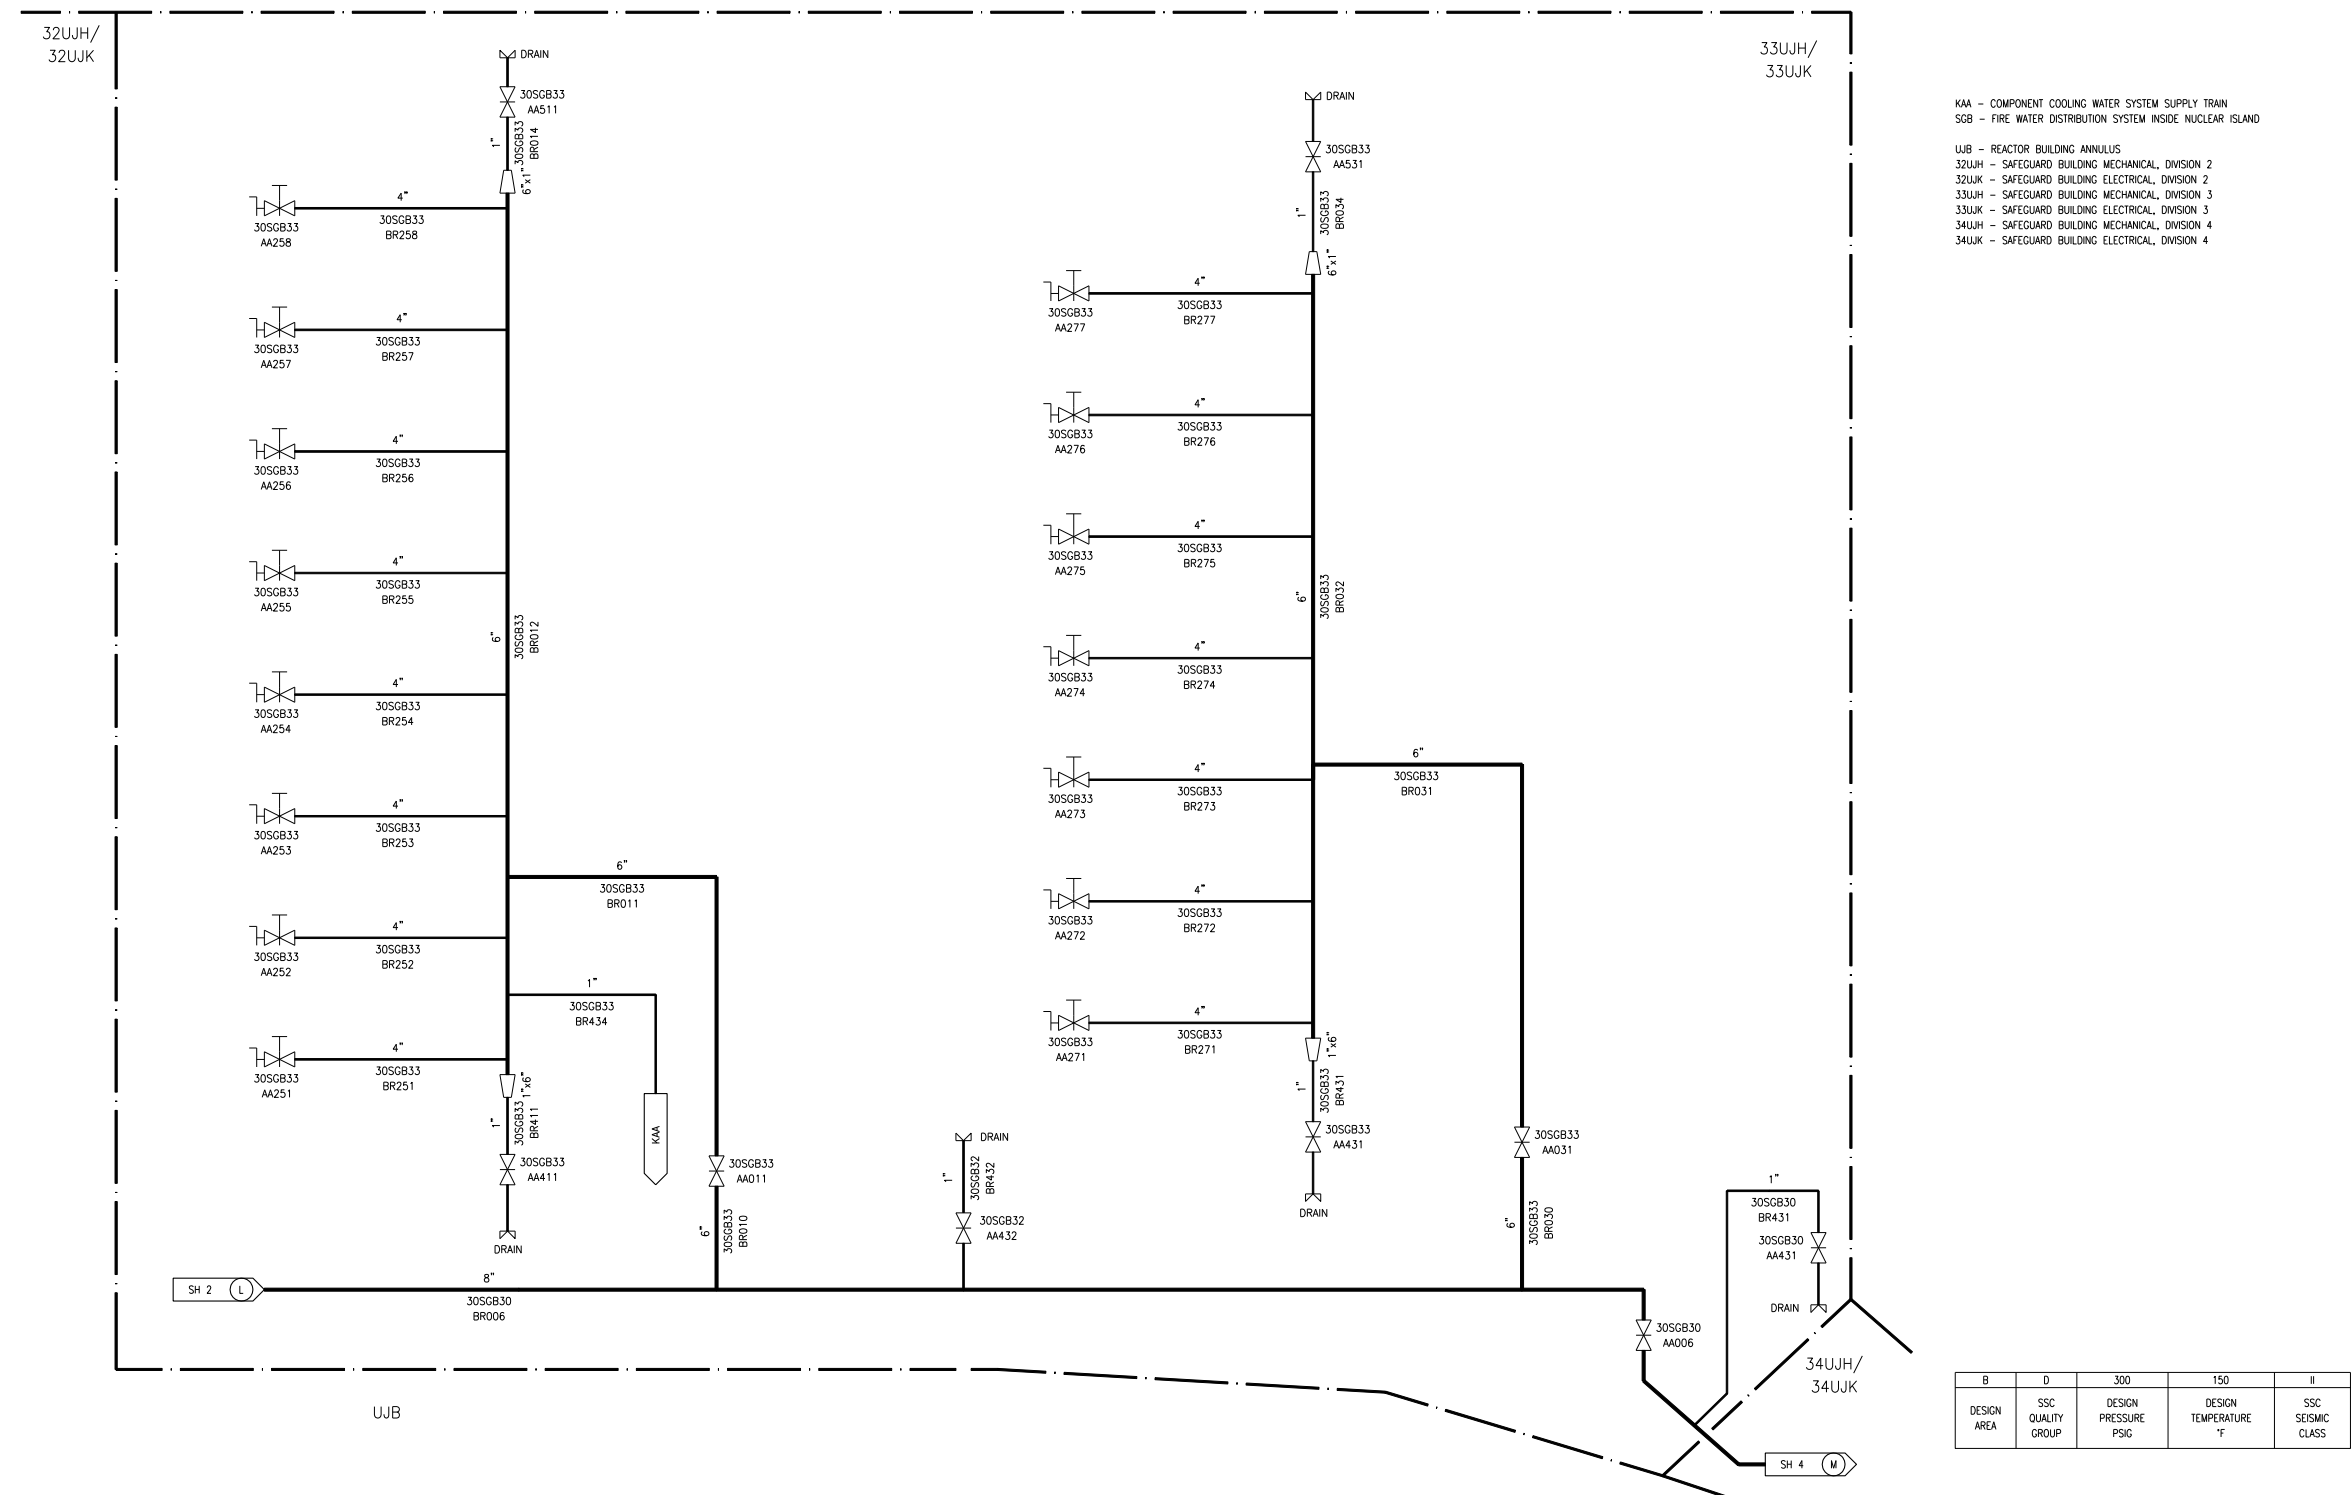 32UJH/
32UJK
33UJH/
33UJK
DRAIN
30SGB33
AA511
1"
30SGB33
BR014
6"x1"
4"
30SGB33
BR258
30SGB33
AA258
4"
30SGB33
BR257
30SGB33
AA257
4"
30SGB33
BR256
30SGB33
AA256
4"
30SGB33
BR255
30SGB33
AA255
6"
30SGB33
BR012
4"
30SGB33
BR254
30SGB33
AA254
4"
30SGB33
BR253
30SGB33
AA253
6"
30SGB33
BR011
4"
30SGB33
BR252
30SGB33
AA252
1"
30SGB33
BR434
4"
30SGB33
BR251
30SGB33
AA251
1"x6"
1"
30SGB33
BR411
30SGB33
AA411
DRAIN
KAA
30SGB33
AA011
6"
30SGB33
BR010
DRAIN
1"
30SGB32
BR432
30SGB32
AA432
DRAIN
30SGB33
AA531
1"
30SGB33
BR034
6"x1"
4"
30SGB33
BR277
30SGB33
AA277
4"
30SGB33
BR276
30SGB33
AA276
4"
30SGB33
BR275
30SGB33
AA275
6"
30SGB33
BR032
4"
30SGB33
BR274
30SGB33
AA274
6"
30SGB33
BR031
4"
30SGB33
BR273
30SGB33
AA273
4"
30SGB33
BR272
30SGB33
AA272
4"
30SGB33
BR271
30SGB33
AA271
1"x6"
1"
30SGB33
BR431
30SGB33
AA431
DRAIN
30SGB33
AA031
6"
30SGB33
BR030
1"
30SGB30
BR431
30SGB30
AA431
DRAIN
SH 2 L
8"
30SGB30
BR006
30SGB30
AA006
34UJH/
34UJK
UJB
SH 4 M
KAA – COMPONENT COOLING WATER SYSTEM SUPPLY TRAIN
SGB – FIRE WATER DISTRIBUTION SYSTEM INSIDE NUCLEAR ISLAND
UJB – REACTOR BUILDING ANNULUS
32UJH – SAFEGUARD BUILDING MECHANICAL, DIVISION 2
32UJK – SAFEGUARD BUILDING ELECTRICAL, DIVISION 2
33UJH – SAFEGUARD BUILDING MECHANICAL, DIVISION 3
33UJK – SAFEGUARD BUILDING ELECTRICAL, DIVISION 3
34UJH – SAFEGUARD BUILDING MECHANICAL, DIVISION 4
34UJK – SAFEGUARD BUILDING ELECTRICAL, DIVISION 4
B D 300 150 II
DESIGN
AREA
SSC
QUALITY
GROUP
DESIGN
PRESSURE
PSIG
DESIGN
TEMPERATURE
°F
SSC
SEISMIC
CLASS